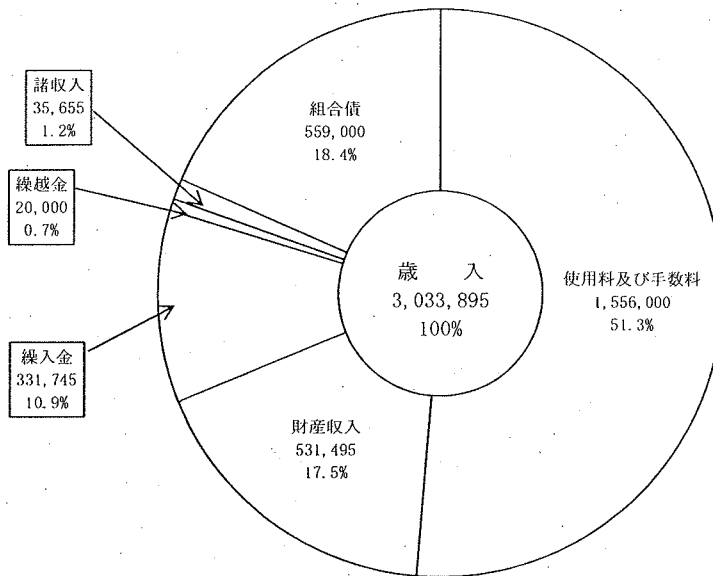 諸収入
35,655
1.2%
繰越金
20,000
0.7%
繰入金
331,745
10.9%
組合債
559,000
18.4%
歳 入
3,033,895
100%
使用料及び手数料
1,556,000
51.3%
財産収入
531,495
17.5%